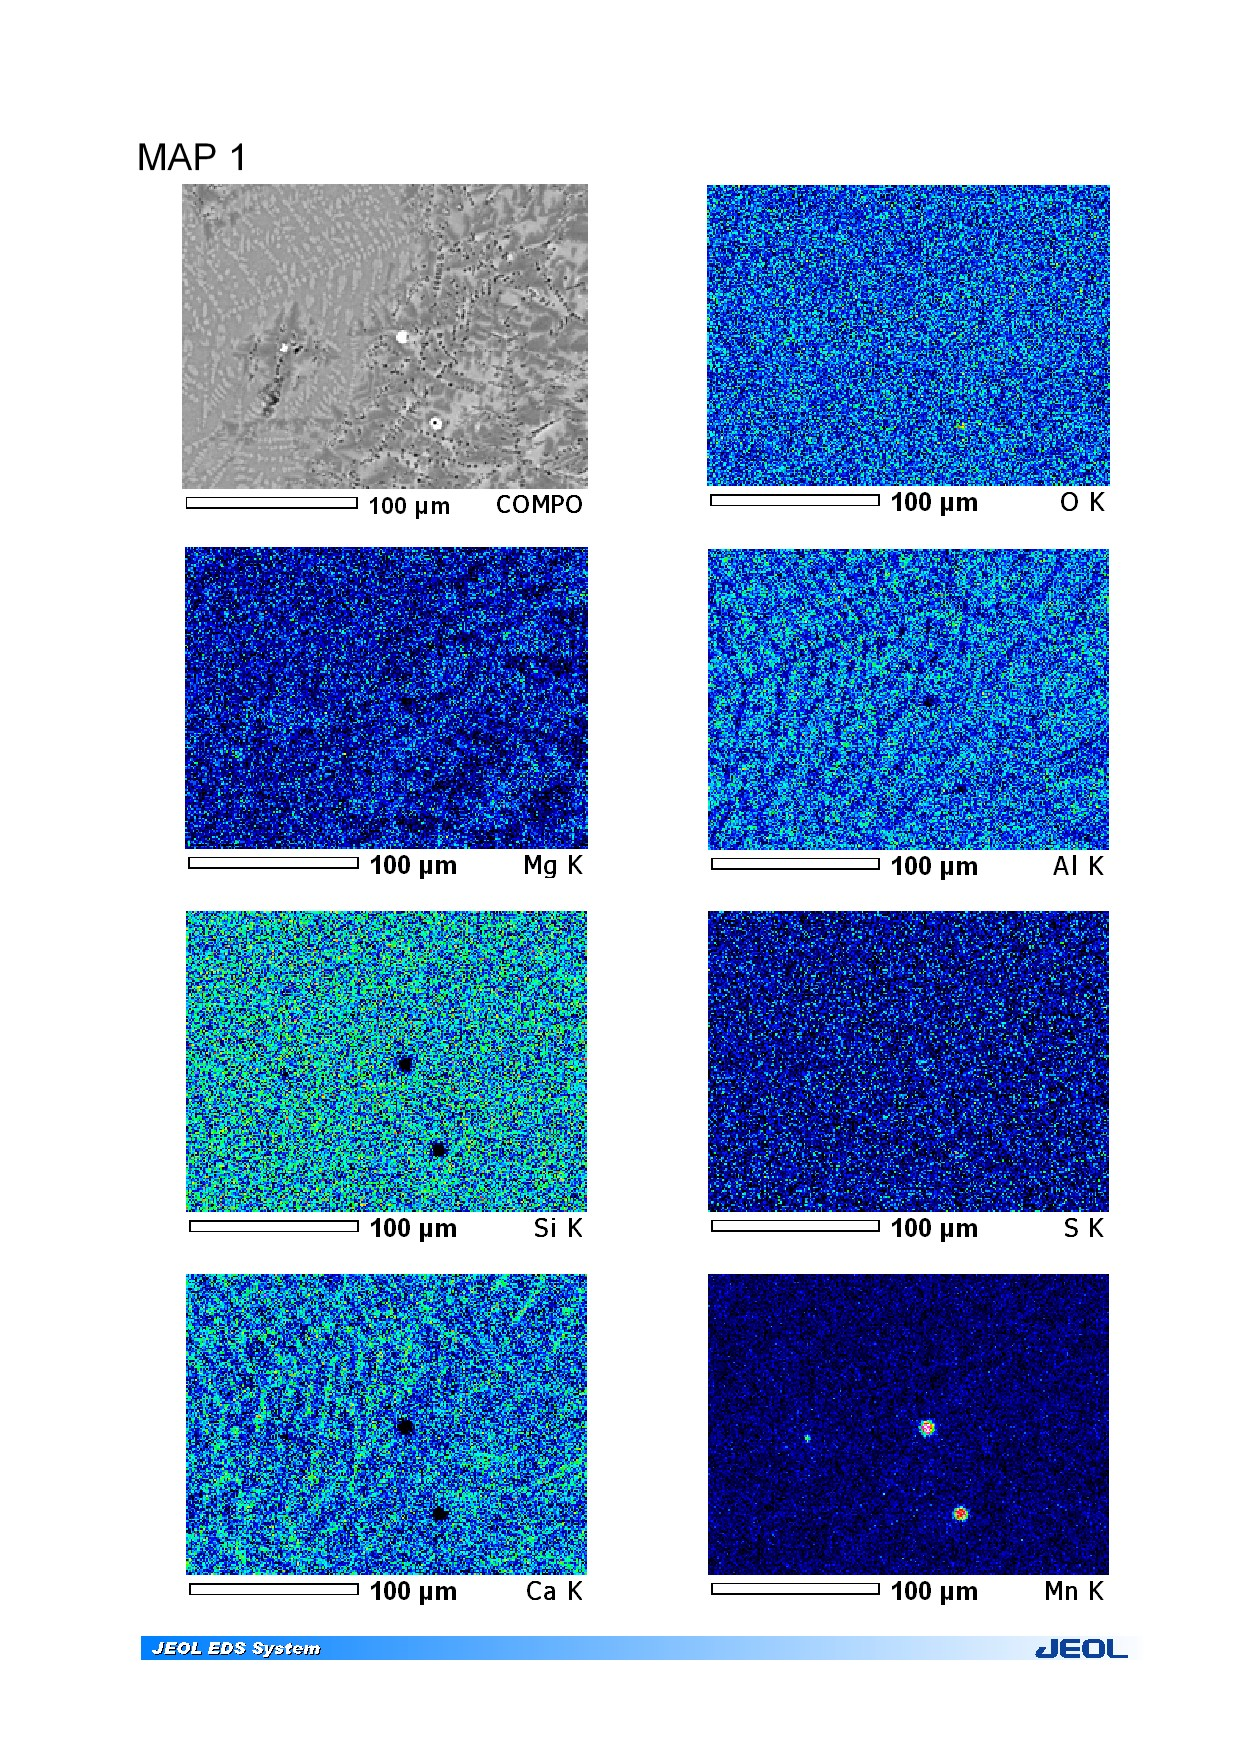 MAP 1
100 µm COMPO
100 µm O K
100 µm Mg K
100 µm Al K
100 µm Si K
100 µm S K
100 µm Ca K
100 µm Mn K
JEOL EDS System
JEOL